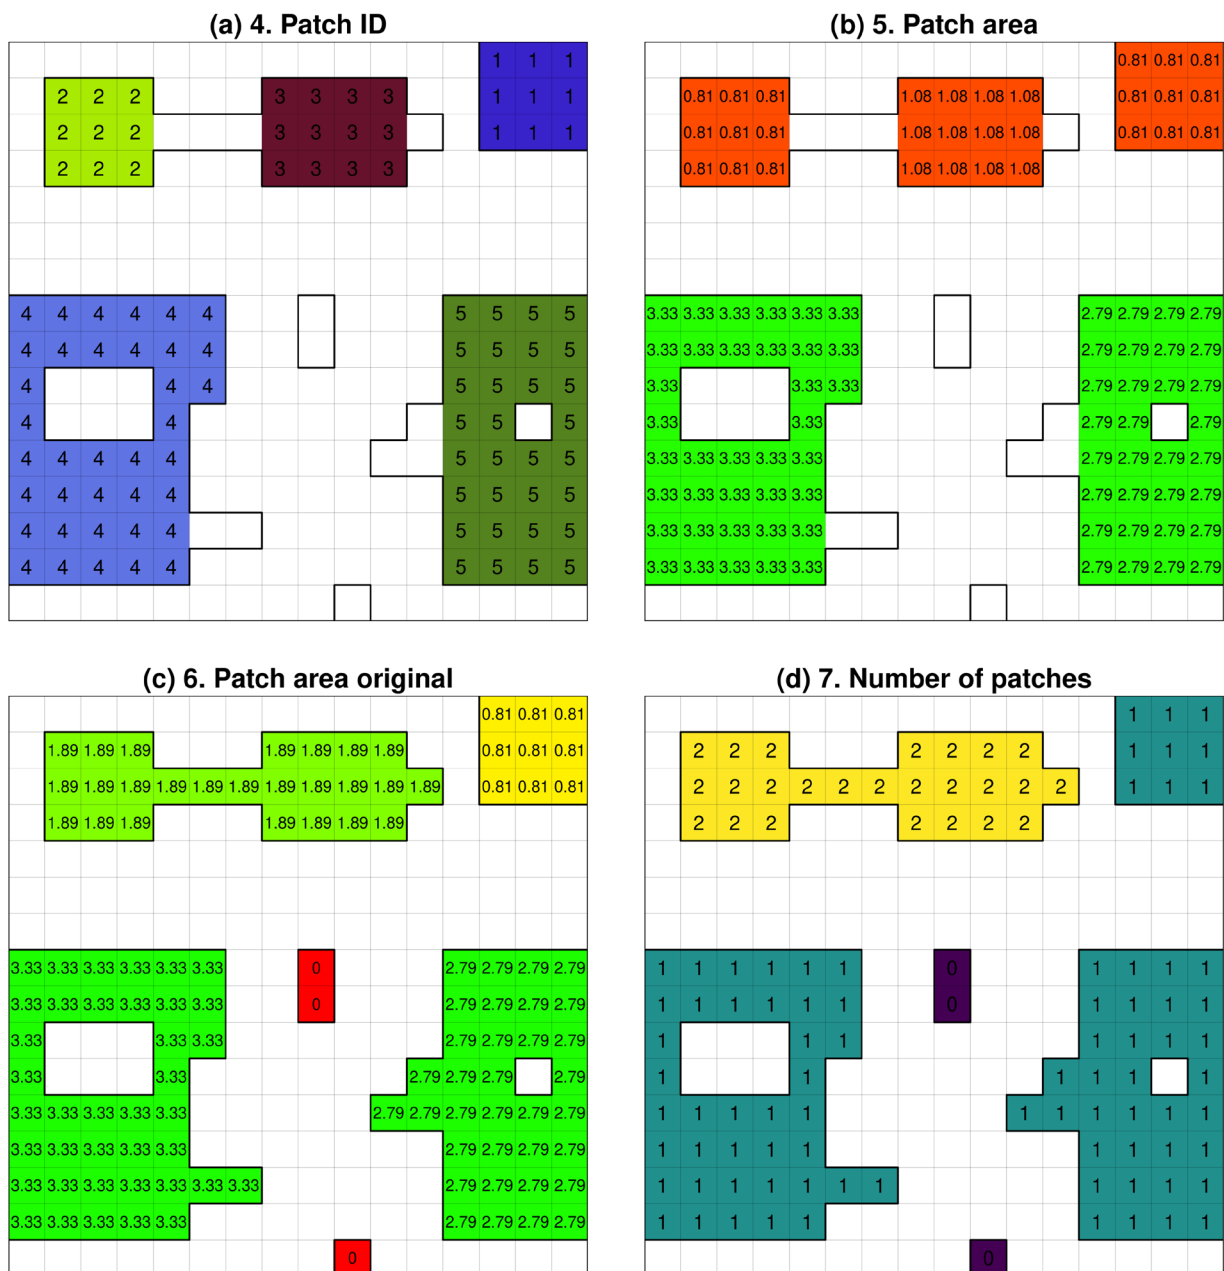 (a) 4. Patch ID
1 1 1
2 2 2 3 3 3 3 1 1 1
2 2 2 3 3 3 3 1 1 1
2 2 2 3 3 3 3
4 4 4 4 4 4 5 5 5 5
4 4 4 4 4 4 5 5 5 5
4 4 4 5 5 5 5
4 4 5 5 5
4 4 4 4 4 5 5 5 5
4 4 4 4 4 5 5 5 5
4 4 4 4 4 5 5 5 5
4 4 4 4 4 5 5 5 5
(b) 5. Patch area
0.81 0.81 0.81
0.81 0.81 0.81 1.08 1.08 1.08 1.08 0.81 0.81 0.81
0.81 0.81 0.81 1.08 1.08 1.08 1.08 0.81 0.81 0.81
0.81 0.81 0.81 1.08 1.08 1.08 1.08
3.33 3.33 3.33 3.33 3.33 3.33 2.79 2.79 2.79 2.79
3.33 3.33 3.33 3.33 3.33 3.33 2.79 2.79 2.79 2.79
3.33 3.33 3.33 2.79 2.79 2.79 2.79
3.33 3.33 2.79 2.79 2.79
3.33 3.33 3.33 3.33 3.33 2.79 2.79 2.79 2.79
3.33 3.33 3.33 3.33 3.33 2.79 2.79 2.79 2.79
3.33 3.33 3.33 3.33 3.33 2.79 2.79 2.79 2.79
3.33 3.33 3.33 3.33 3.33 2.79 2.79 2.79 2.79
(c) 6. Patch area original
0.81 0.81 0.81
1.89 1.89 1.89 1.89 1.89 1.89 1.89 0.81 0.81 0.81
1.89 1.89 1.89 1.89 1.89 1.89 1.89 1.89 1.89 1.89 1.89 0.81 0.81 0.81
1.89 1.89 1.89 1.89 1.89 1.89 1.89
3.33 3.33 3.33 3.33 3.33 3.33 0 2.79 2.79 2.79 2.79
3.33 3.33 3.33 3.33 3.33 3.33 0 2.79 2.79 2.79 2.79
3.33 3.33 3.33 2.79 2.79 2.79 2.79
3.33 3.33 2.79 2.79 2.79 2.79
3.33 3.33 3.33 3.33 3.33 2.79 2.79 2.79 2.79 2.79 2.79
3.33 3.33 3.33 3.33 3.33 2.79 2.79 2.79 2.79
3.33 3.33 3.33 3.33 3.33 3.33 3.33 2.79 2.79 2.79 2.79
3.33 3.33 3.33 3.33 3.33 2.79 2.79 2.79 2.79
0
(d) 7. Number of patches
1 1 1
2 2 2 2 2 2 2 1 1 1
2 2 2 2 2 2 2 2 2 2 2 1 1 1
2 2 2 2 2 2 2
1 1 1 1 1 1 0 1 1 1 1
1 1 1 1 1 1 0 1 1 1 1
1 1 1 1 1 1 1
1 1 1 1 1 1
1 1 1 1 1 1 1 1 1 1 1
1 1 1 1 1 1 1 1 1
1 1 1 1 1 1 1 1 1 1 1
1 1 1 1 1 1 1 1 1
0